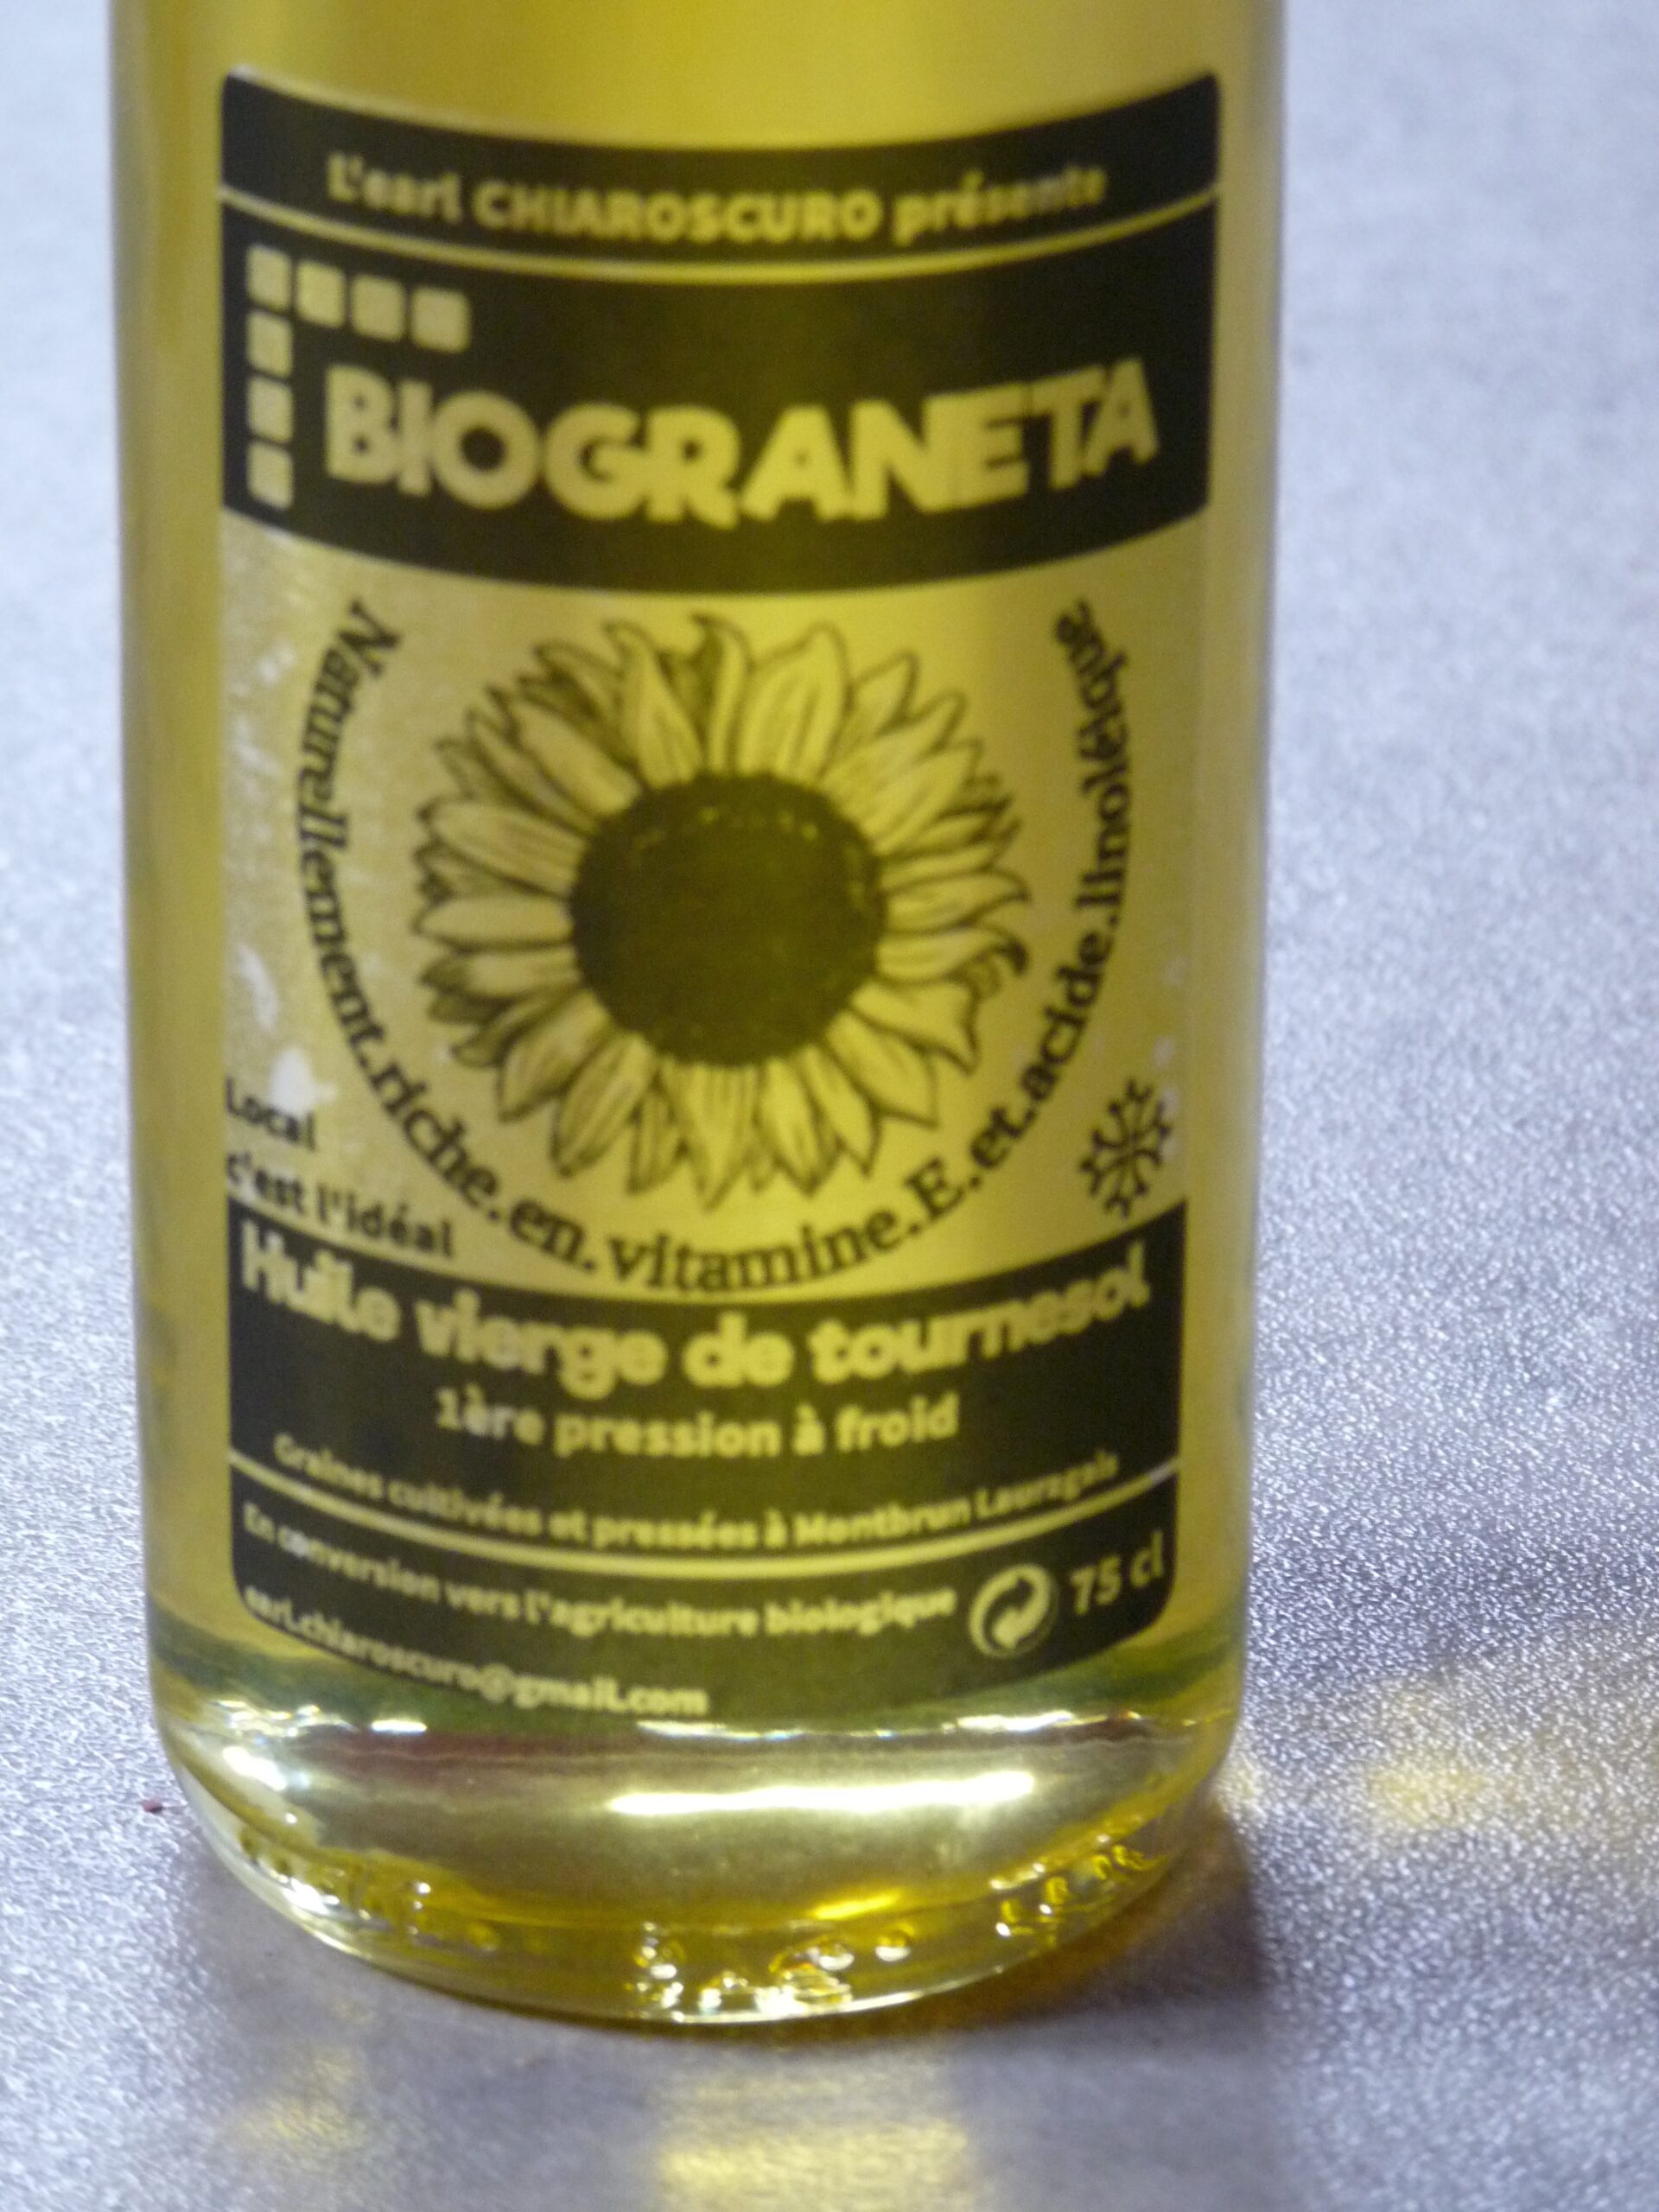 L'earl CHIAROSCURO présente
BIOGRANETA
Naturellement.riche.en.vitamine.E.et.acide.linoléique
Local
c'est l'idéal
Huile vierge de tournesol
1ère pression à froid
Graines cultivées et pressées à Montbrun Lauragais
En conversion vers l'agriculture biologique
75 cl
earl.chiaroscuro@gmail.com